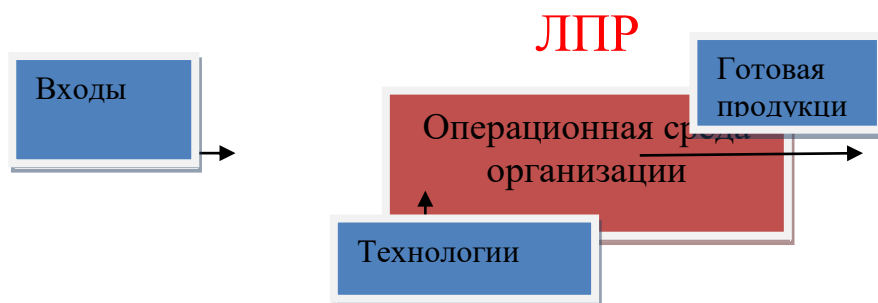 ЛПР
Входы
Готовая
продукци
Операционная среда
организации
Технологии